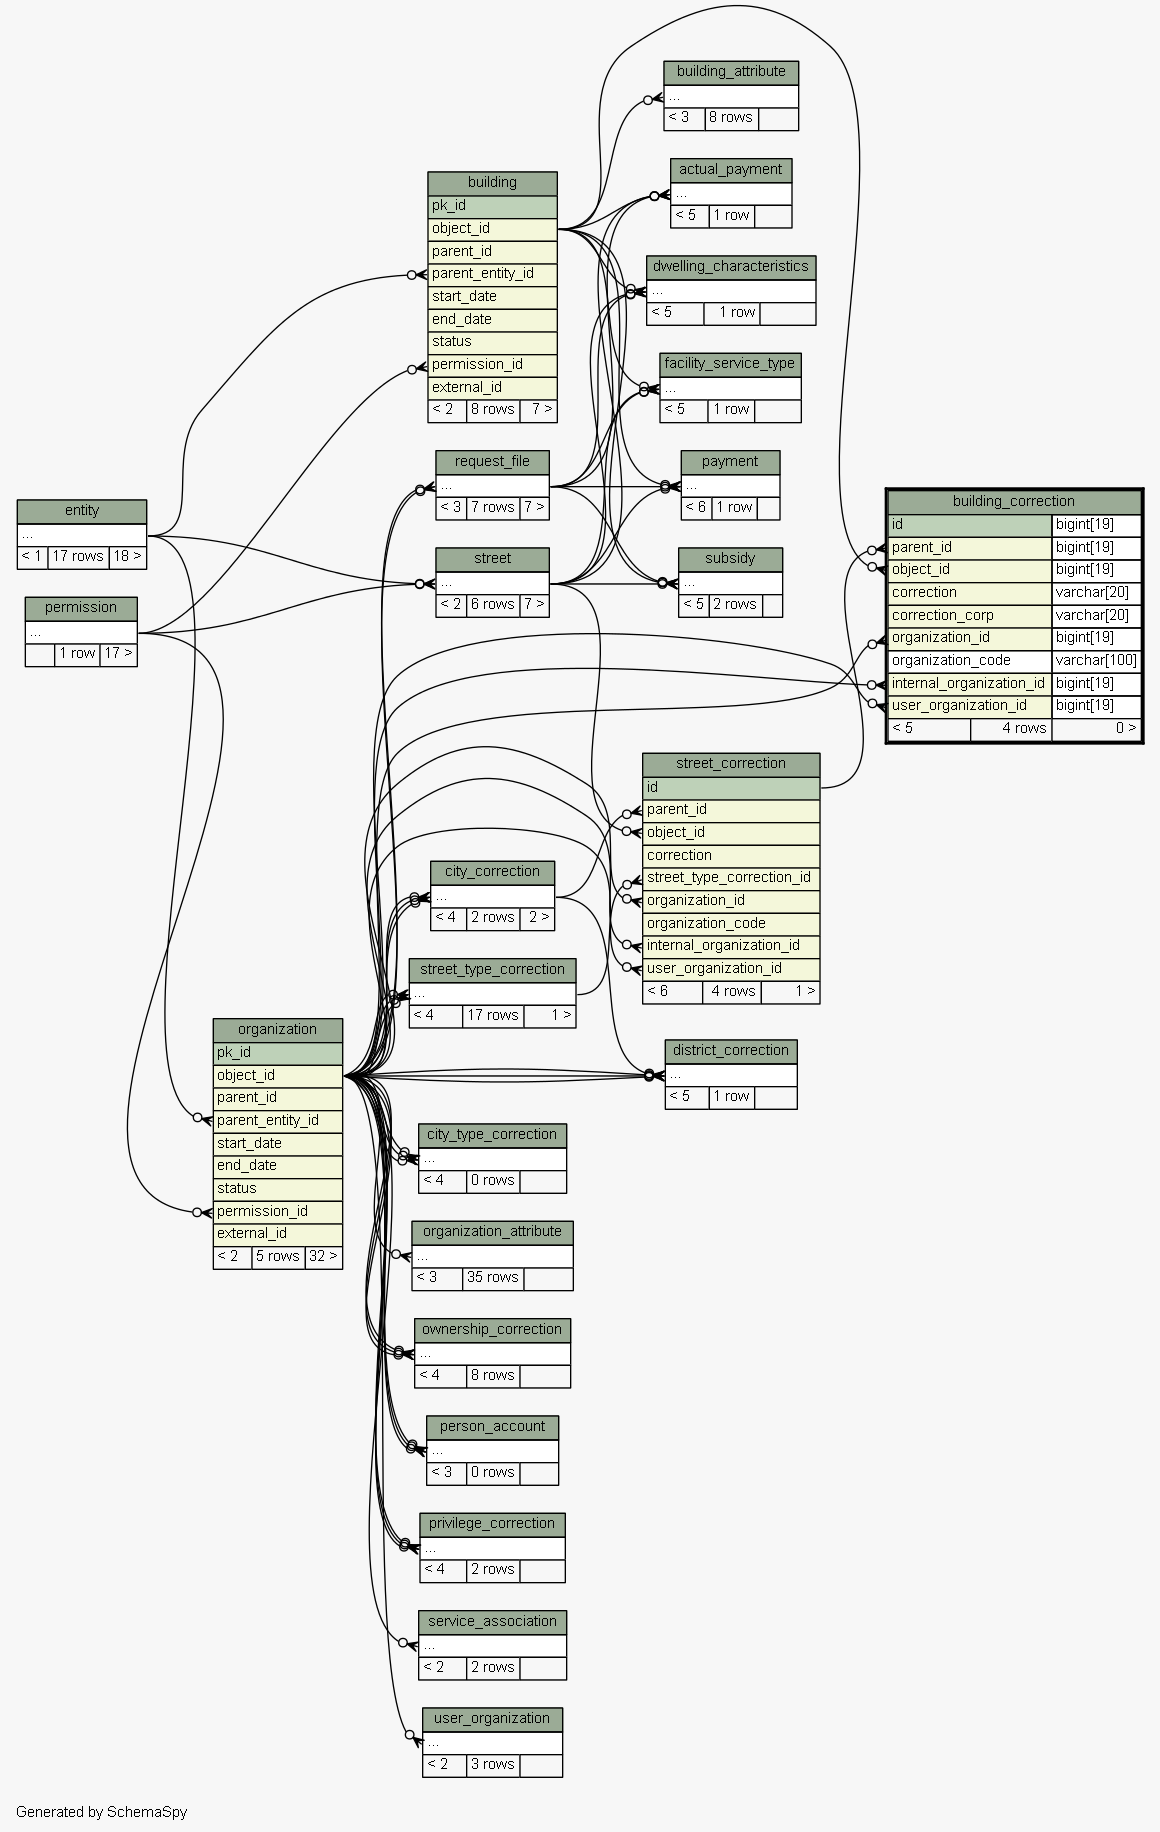 building_attribute
...
< 3 8 rows
actual_payment
...
< 5 1 row
building
pk_id
object_id
parent_id
parent_entity_id
start_date
end_date
status
permission_id
external_id
< 2 8 rows 7 >
dwelling_characteristics
...
< 5 1 row
facility_service_type
...
< 5 1 row
request_file
...
< 3 7 rows 7 >
payment
...
< 6 1 row
entity
...
< 1 17 rows 18 >
street
...
< 2 6 rows 7 >
subsidy
...
< 5 2 rows
permission
...
1 row 17 >
building_correction
id bigint[19]
parent_id bigint[19]
object_id bigint[19]
correction varchar[20]
correction_corp varchar[20]
organization_id bigint[19]
organization_code varchar[100]
internal_organization_id bigint[19]
user_organization_id bigint[19]
< 5 4 rows 0 >
street_correction
id
parent_id
object_id
correction
street_type_correction_id
organization_id
organization_code
internal_organization_id
user_organization_id
< 6 4 rows 1 >
city_correction
...
< 4 2 rows 2 >
street_type_correction
...
< 4 17 rows 1 >
organization
pk_id
object_id
parent_id
parent_entity_id
start_date
end_date
status
permission_id
external_id
< 2 5 rows 32 >
district_correction
...
< 5 1 row
city_type_correction
...
< 4 0 rows
organization_attribute
...
< 3 35 rows
ownership_correction
...
< 4 8 rows
person_account
...
< 3 0 rows
privilege_correction
...
< 4 2 rows
service_association
...
< 2 2 rows
user_organization
...
< 2 3 rows
Generated by SchemaSpy